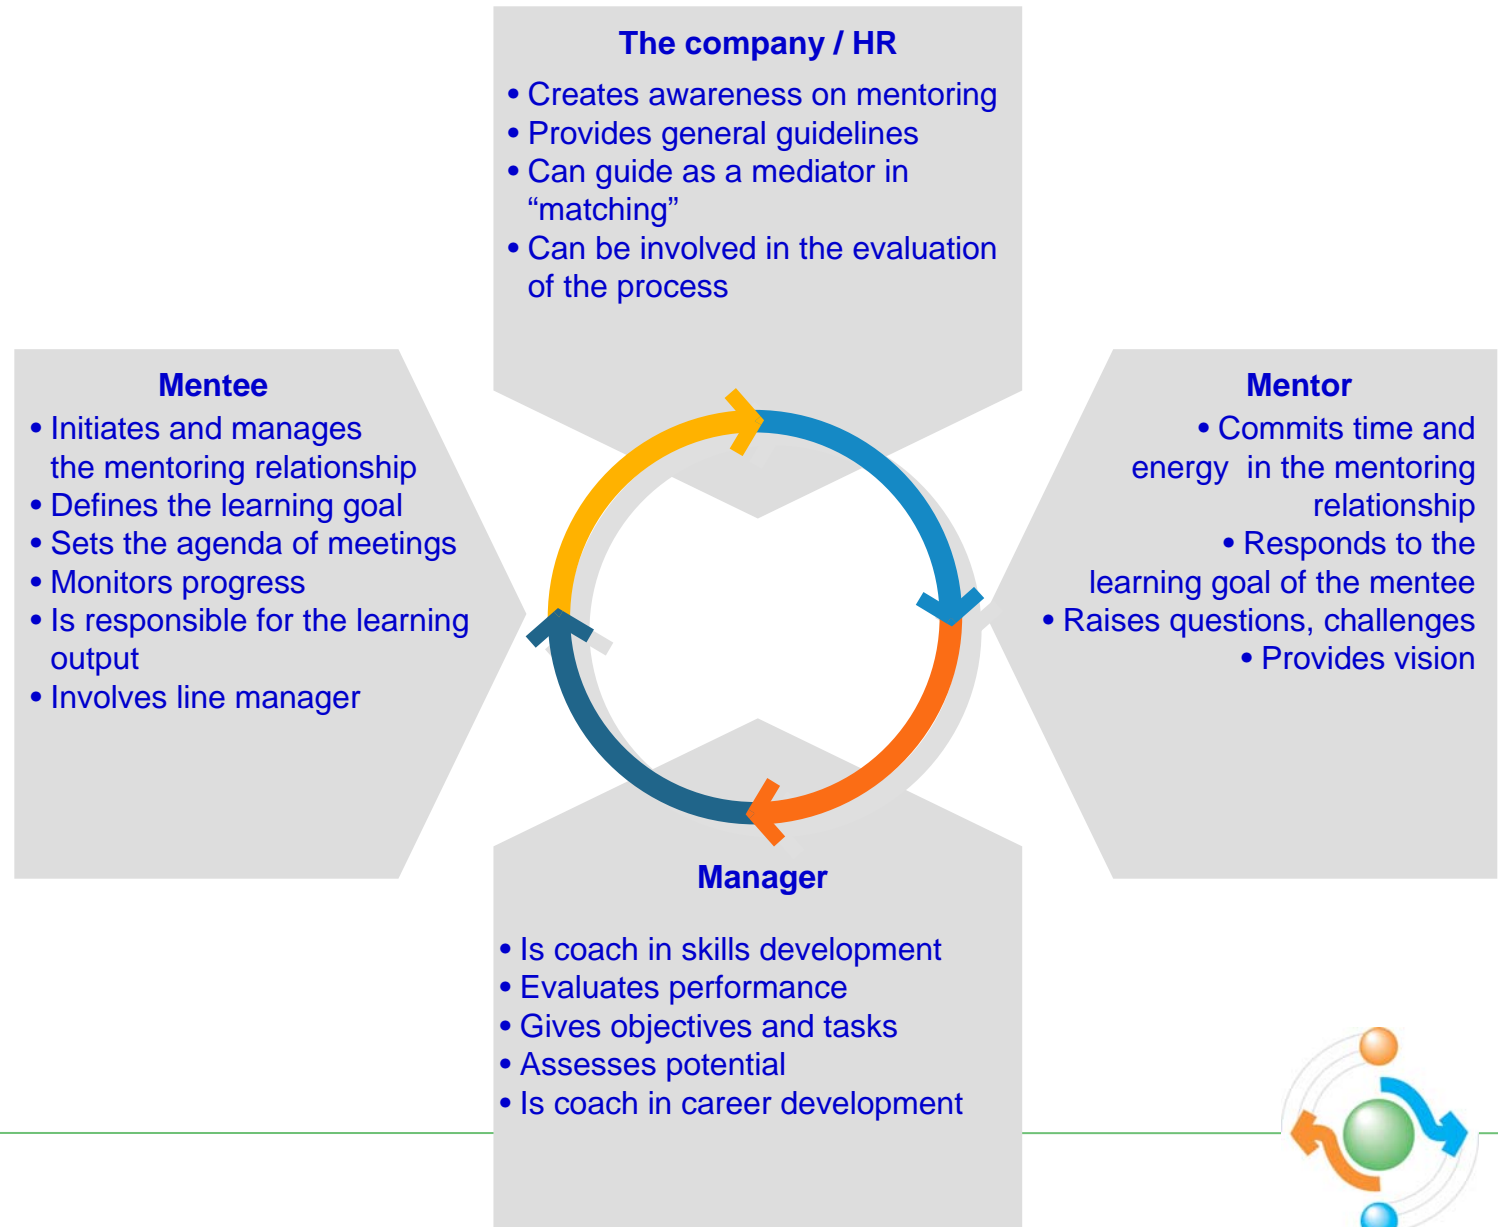 The company / HR
• Creates awareness on mentoring
• Provides general guidelines
• Can guide as a mediator in
“matching”
• Can be involved in the evaluation
of the process
Mentee
• Initiates and manages
the mentoring relationship
• Defines the learning goal
• Sets the agenda of meetings
• Monitors progress
• Is responsible for the learning
output
• Involves line manager
Mentor
• Commits time and
energy  in the mentoring
relationship
• Responds to the
learning goal of the mentee
• Raises questions, challenges
• Provides vision
Manager
• Is coach in skills development
• Evaluates performance
• Gives objectives and tasks
• Assesses potential
• Is coach in career development